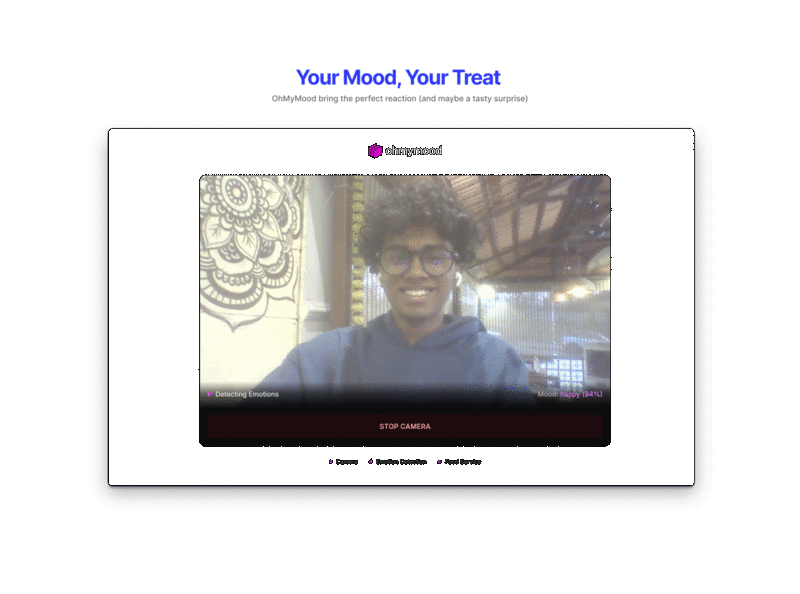 Your Mood, Your Treat
OhMyMood bring the perfect reaction (and maybe a tasty surprise)
ohmymood
Detecting Emotions
Mood: happy (94%)
STOP CAMERA
Camera
Emotion Detection
Food Service